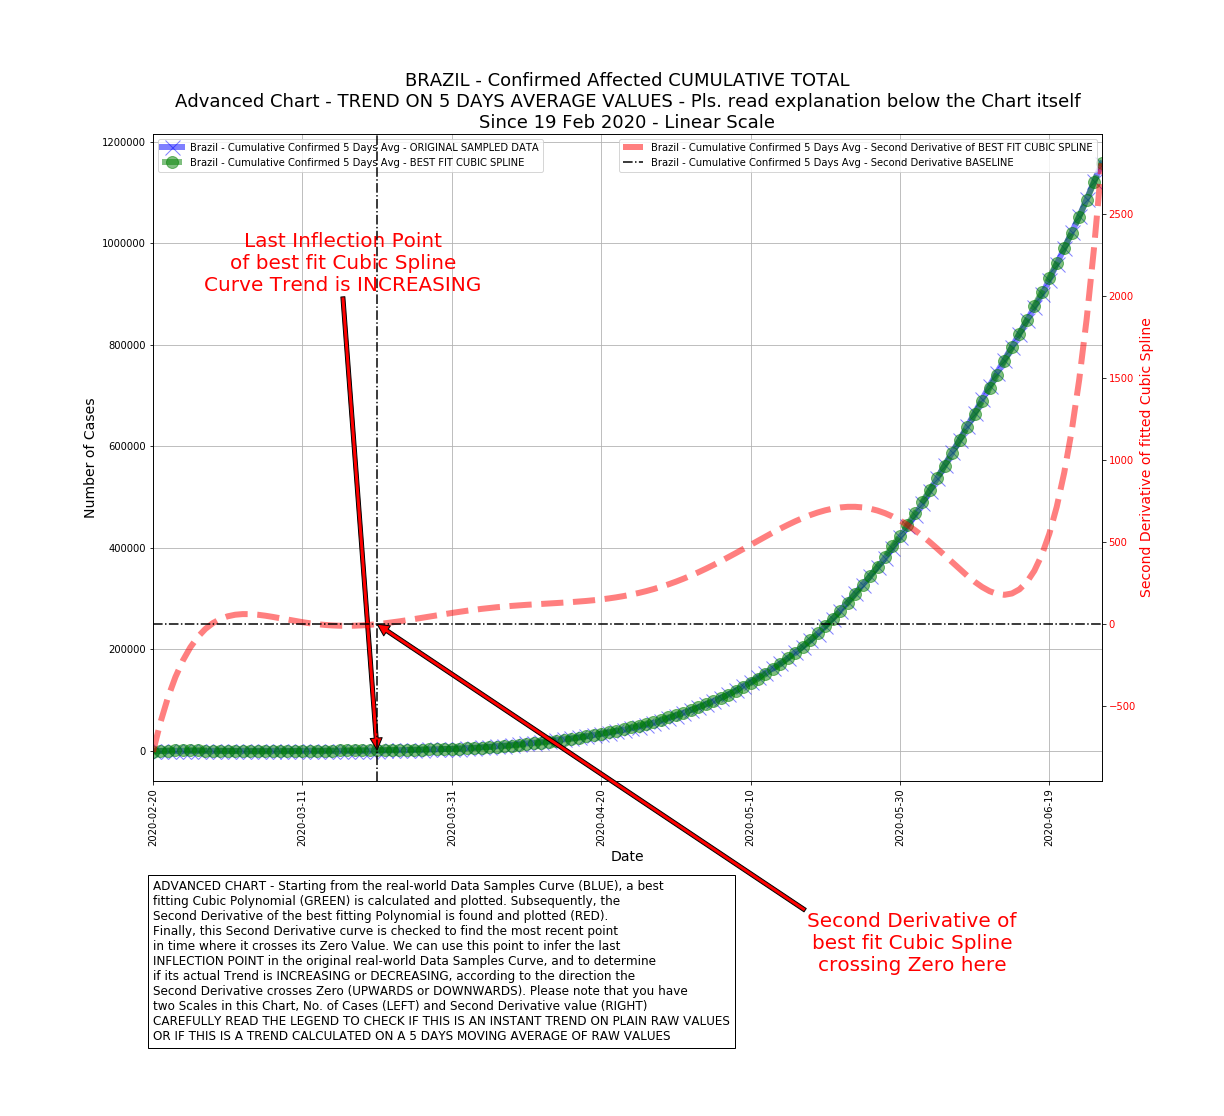 BRAZIL - Confirmed Affected CUMULATIVE TOTAL
Advanced Chart - TREND ON 5 DAYS AVERAGE VALUES - Pls. read explanation below the Chart itself
Since 19 Feb 2020 - Linear Scale
Brazil - Cumulative Confirmed 5 Days Avg - ORIGINAL SAMPLED DATA
Brazil - Cumulative Confirmed 5 Days Avg - BEST FIT CUBIC SPLINE
Brazil - Cumulative Confirmed 5 Days Avg - Second Derivative of BEST FIT CUBIC SPLINE
Brazil - Cumulative Confirmed 5 Days Avg - Second Derivative BASELINE
Last Inflection Point
of best fit Cubic Spline
Curve Trend is INCREASING
Number of Cases
1200000
1000000
800000
600000
400000
200000
0
Second Derivative of fitted Cubic Spline
2500
2000
1500
1000
500
0
−500
2020-02-20
2020-03-11
2020-03-31
2020-04-20
2020-05-10
2020-05-30
2020-06-19
Date
ADVANCED CHART - Starting from the real-world Data Samples Curve (BLUE), a best
fitting Cubic Polynomial (GREEN) is calculated and plotted. Subsequently, the
Second Derivative of the best fitting Polynomial is found and plotted (RED).
Finally, this Second Derivative curve is checked to find the most recent point
in time where it crosses its Zero Value. We can use this point to infer the last
INFLECTION POINT in the original real-world Data Samples Curve, and to determine
if its actual Trend is INCREASING or DECREASING, according to the direction the
Second Derivative crosses Zero (UPWARDS or DOWNWARDS). Please note that you have
two Scales in this Chart, No. of Cases (LEFT) and Second Derivative value (RIGHT)
CAREFULLY READ THE LEGEND TO CHECK IF THIS IS AN INSTANT TREND ON PLAIN RAW VALUES
OR IF THIS IS A TREND CALCULATED ON A 5 DAYS MOVING AVERAGE OF RAW VALUES
Second Derivative of
best fit Cubic Spline
crossing Zero here